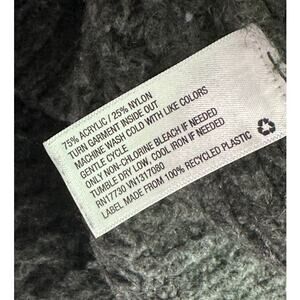 75% ACRYLIC / 25% NYLON
TURN GARMENT INSIDE OUT
MACHINE WASH COLD WITH LIKE COLORS
GENTLE CYCLE
ONLY NON-CHLORINE BLEACH IF NEEDED
TUMBLE DRY LOW, COOL IRON IF NEEDED
RN17730 VN1317080
LABEL MADE FROM 100% RECYCLED PLASTIC